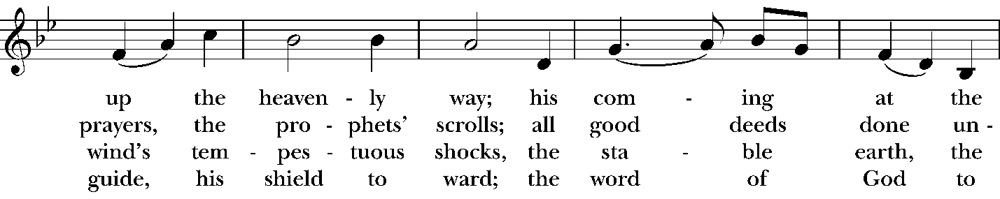 up the heaven - ly way; his com - ing at the
prayers, the pro - phets’ scrolls; all good deeds done un -
wind’s tem - pes - tuous shocks, the sta - ble earth, the
guide, his shield to ward; the word of God to